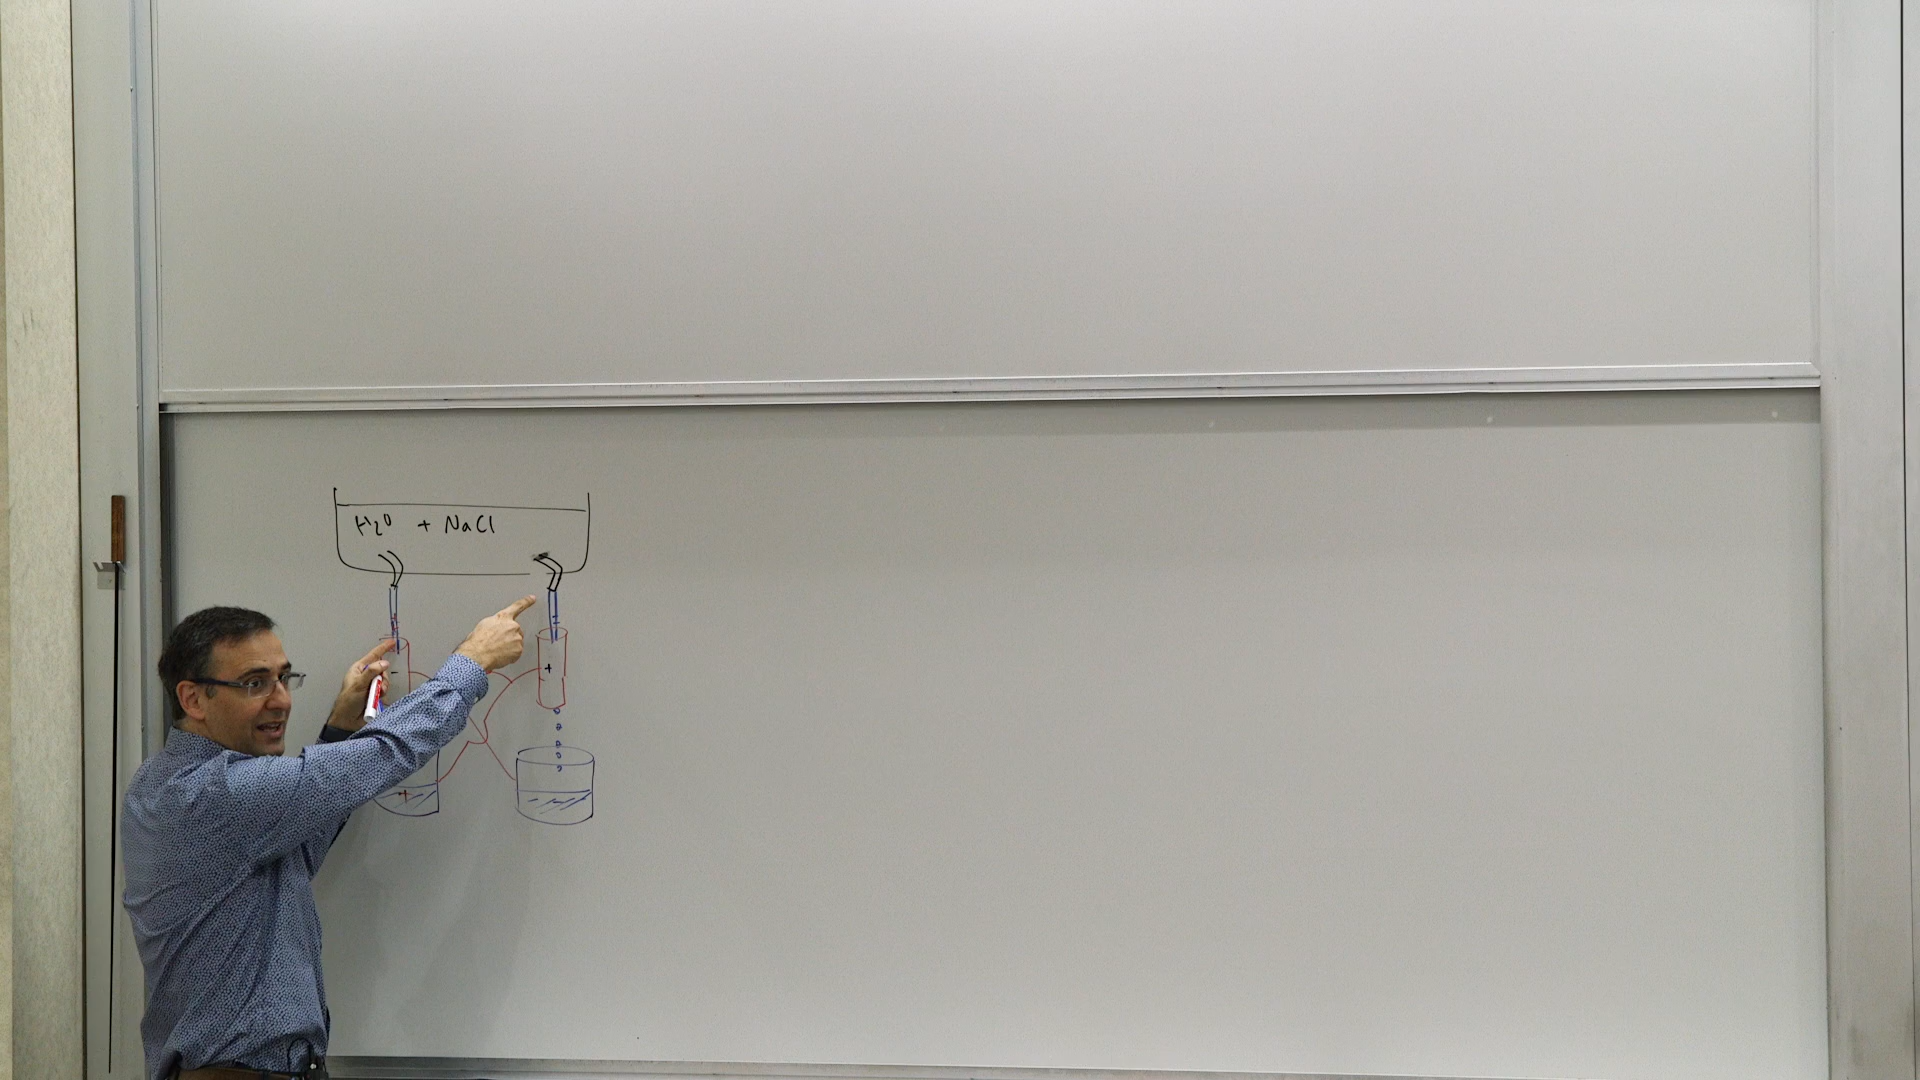 H₂O + NaCl
- +
+